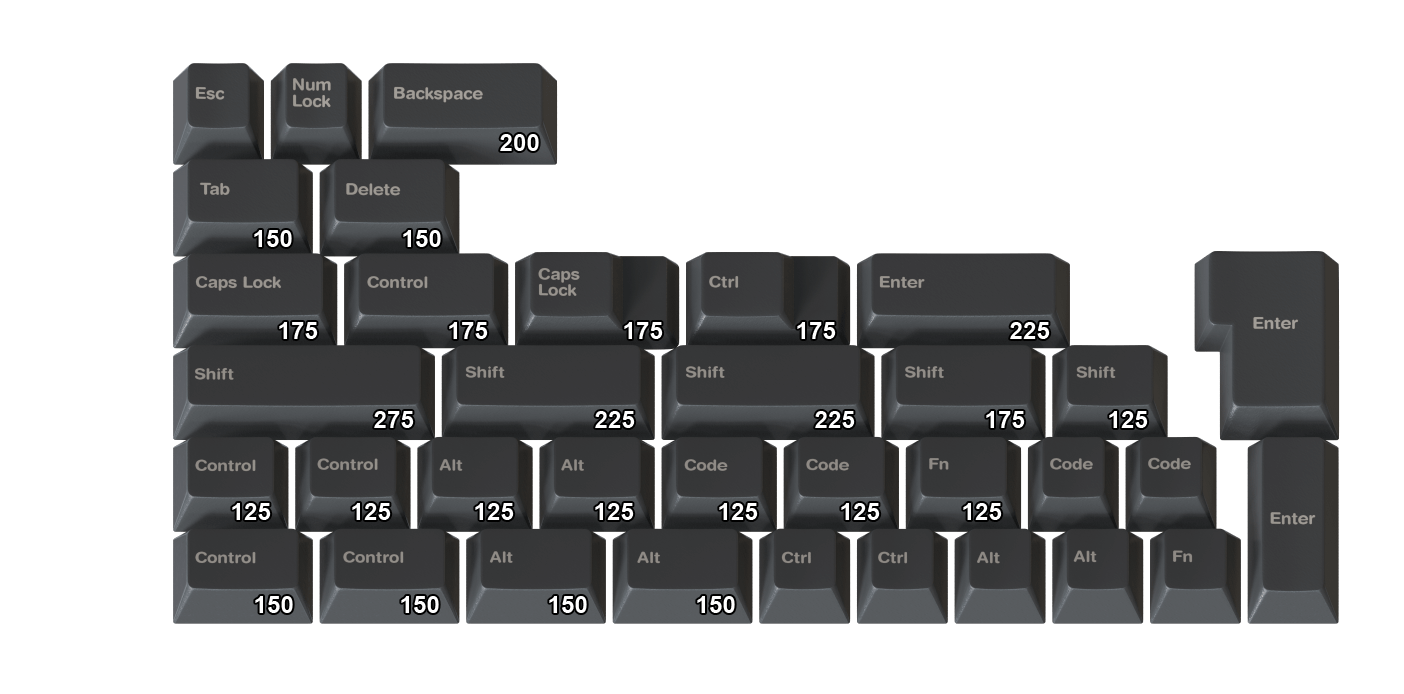 Esc
Num
Lock
Backspace
200
Tab
150
Delete
150
Caps Lock
175
Control
175
Caps
Lock
175
Ctrl
175
Enter
225
Enter
Shift
275
Shift
225
Shift
225
Shift
175
Shift
125
Control
125
Control
125
Alt
125
Alt
125
Code
125
Code
125
Fn
125
Code
Code
Enter
Control
150
Control
150
Alt
150
Alt
150
Ctrl
Ctrl
Alt
Alt
Fn